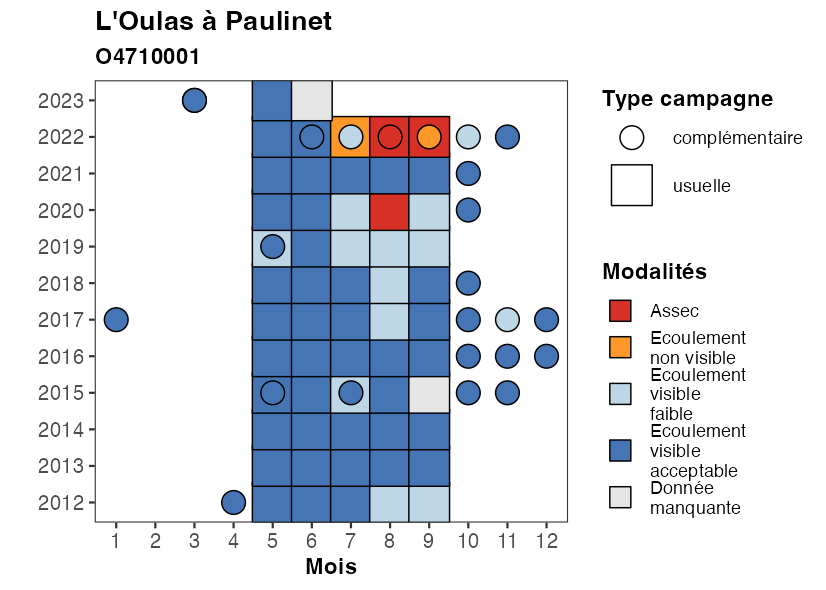 L'Oulas à Paulinet
O4710001
2023
2022
2021
2020
2019
2018
2017
2016
2015
2014
2013
2012
1 2 3 4 5 6 7 8 9 10 11 12
Mois
Type campagne
complémentaire
usuelle
Modalités
Assec
Ecoulement
non visible
Ecoulement
visible
faible
Ecoulement
visible
acceptable
Donnée
manquante